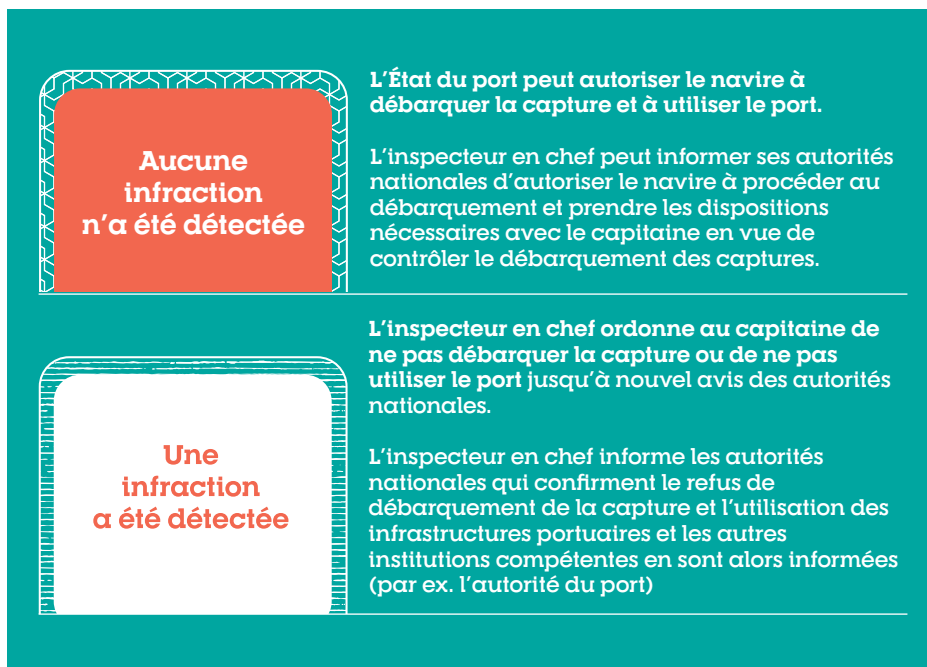 Aucune
infraction
n'a été détectée
L'État du port peut autoriser le navire à
débarquer la capture et à utiliser le port.
L'inspecteur en chef peut informer ses autorités
nationales d'autoriser le navire à procéder au
débarquement et prendre les dispositions
nécessaires avec le capitaine en vue de
contrôler le débarquement des captures.
Une
infraction
a été détectée
L'inspecteur en chef ordonne au capitaine de
ne pas débarquer la capture ou de ne pas
utiliser le port jusqu'à nouvel avis des autorités
nationales.
L'inspecteur en chef informe les autorités
nationales qui confirment le refus de
débarquement de la capture et l'utilisation des
infrastructures portuaires et les autres
institutions compétentes en sont alors informées
(par ex. l'autorité du port)